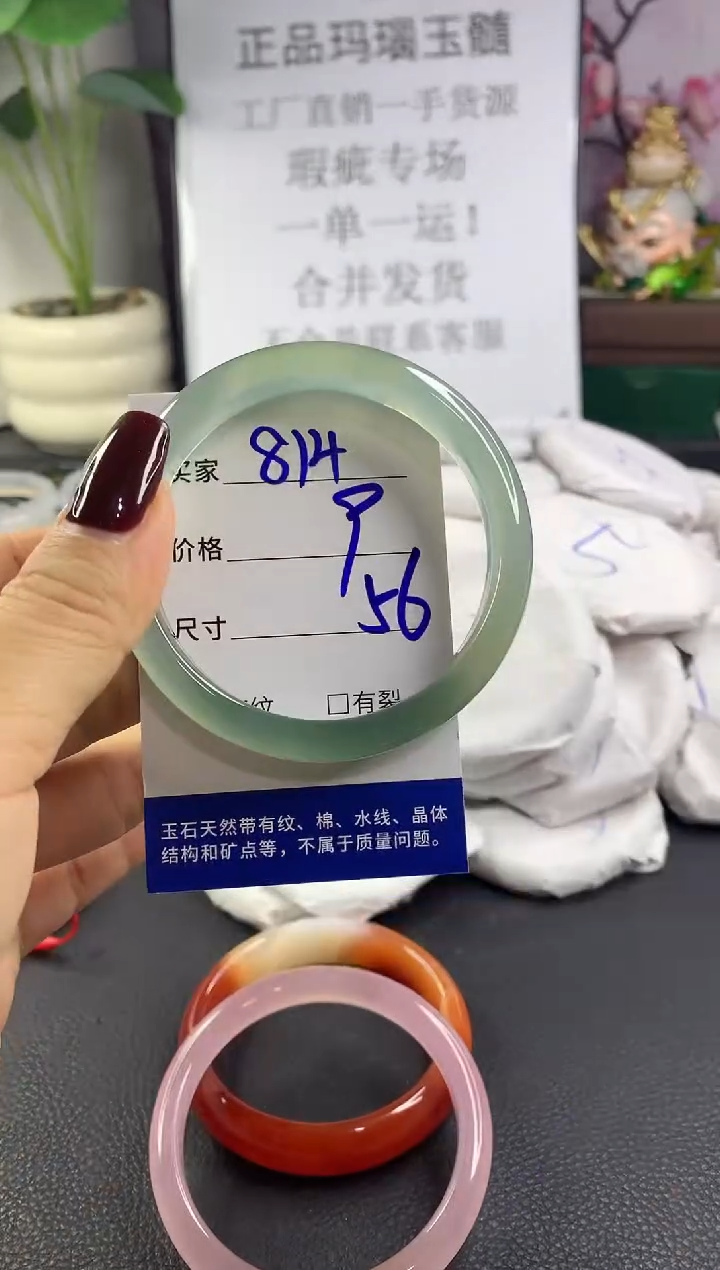 正品玛瑙玉髓
工厂直销一手货源
瑕疵专场
一单一运！
合并发货
买家 814
价格
尺寸 56
纹 □有裂
玉石天然带有纹、棉、水线、晶体
结构和矿点等，不属于质量问题。
5